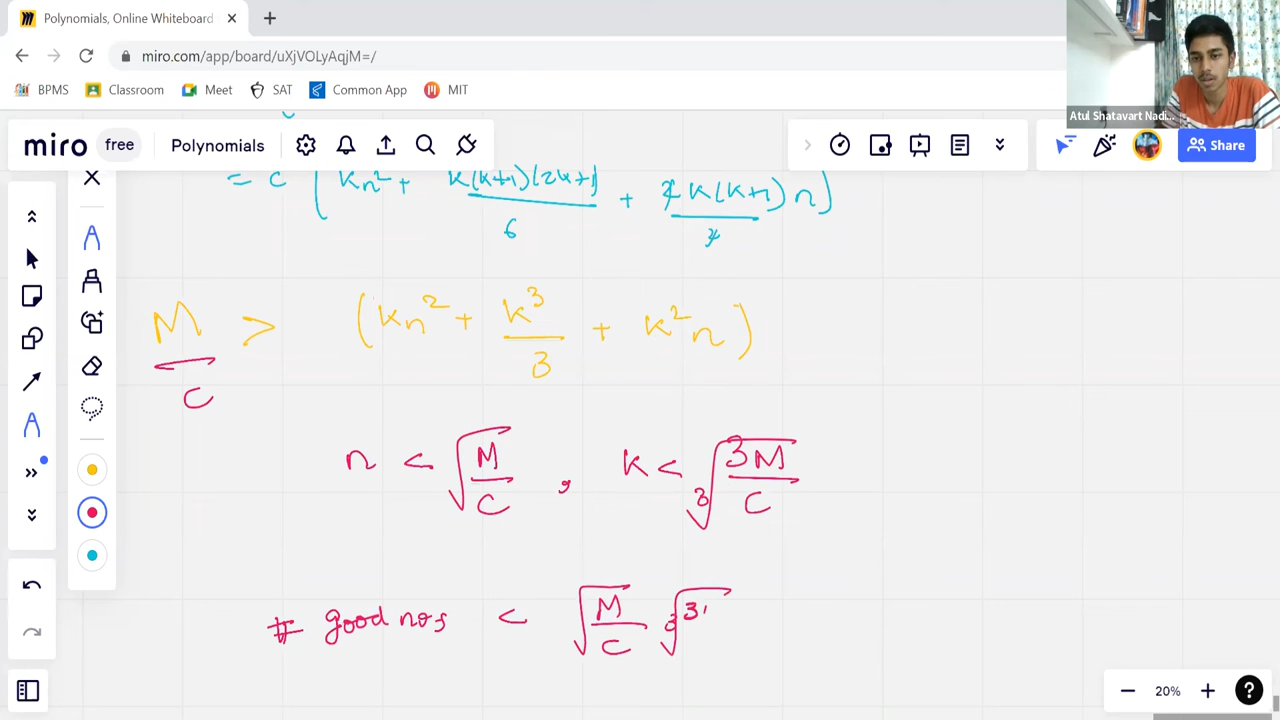 Polynomials, Online Whiteboard
miro.com/app/board/uXjVOLyAqjM=/
BPMS Classroom Meet SAT Common App MIT
Atul Shatavart Nadi...
miro free Polynomials Share
= c [kn² + k(k+1)(2k+1)/6 + 2k(k+1)n/2]
M/C > (kn² + k³/3 + k²n)
n < √(M/C) , k < ∛(3M/C)
# good nos < √(M/C) ∛3
20%